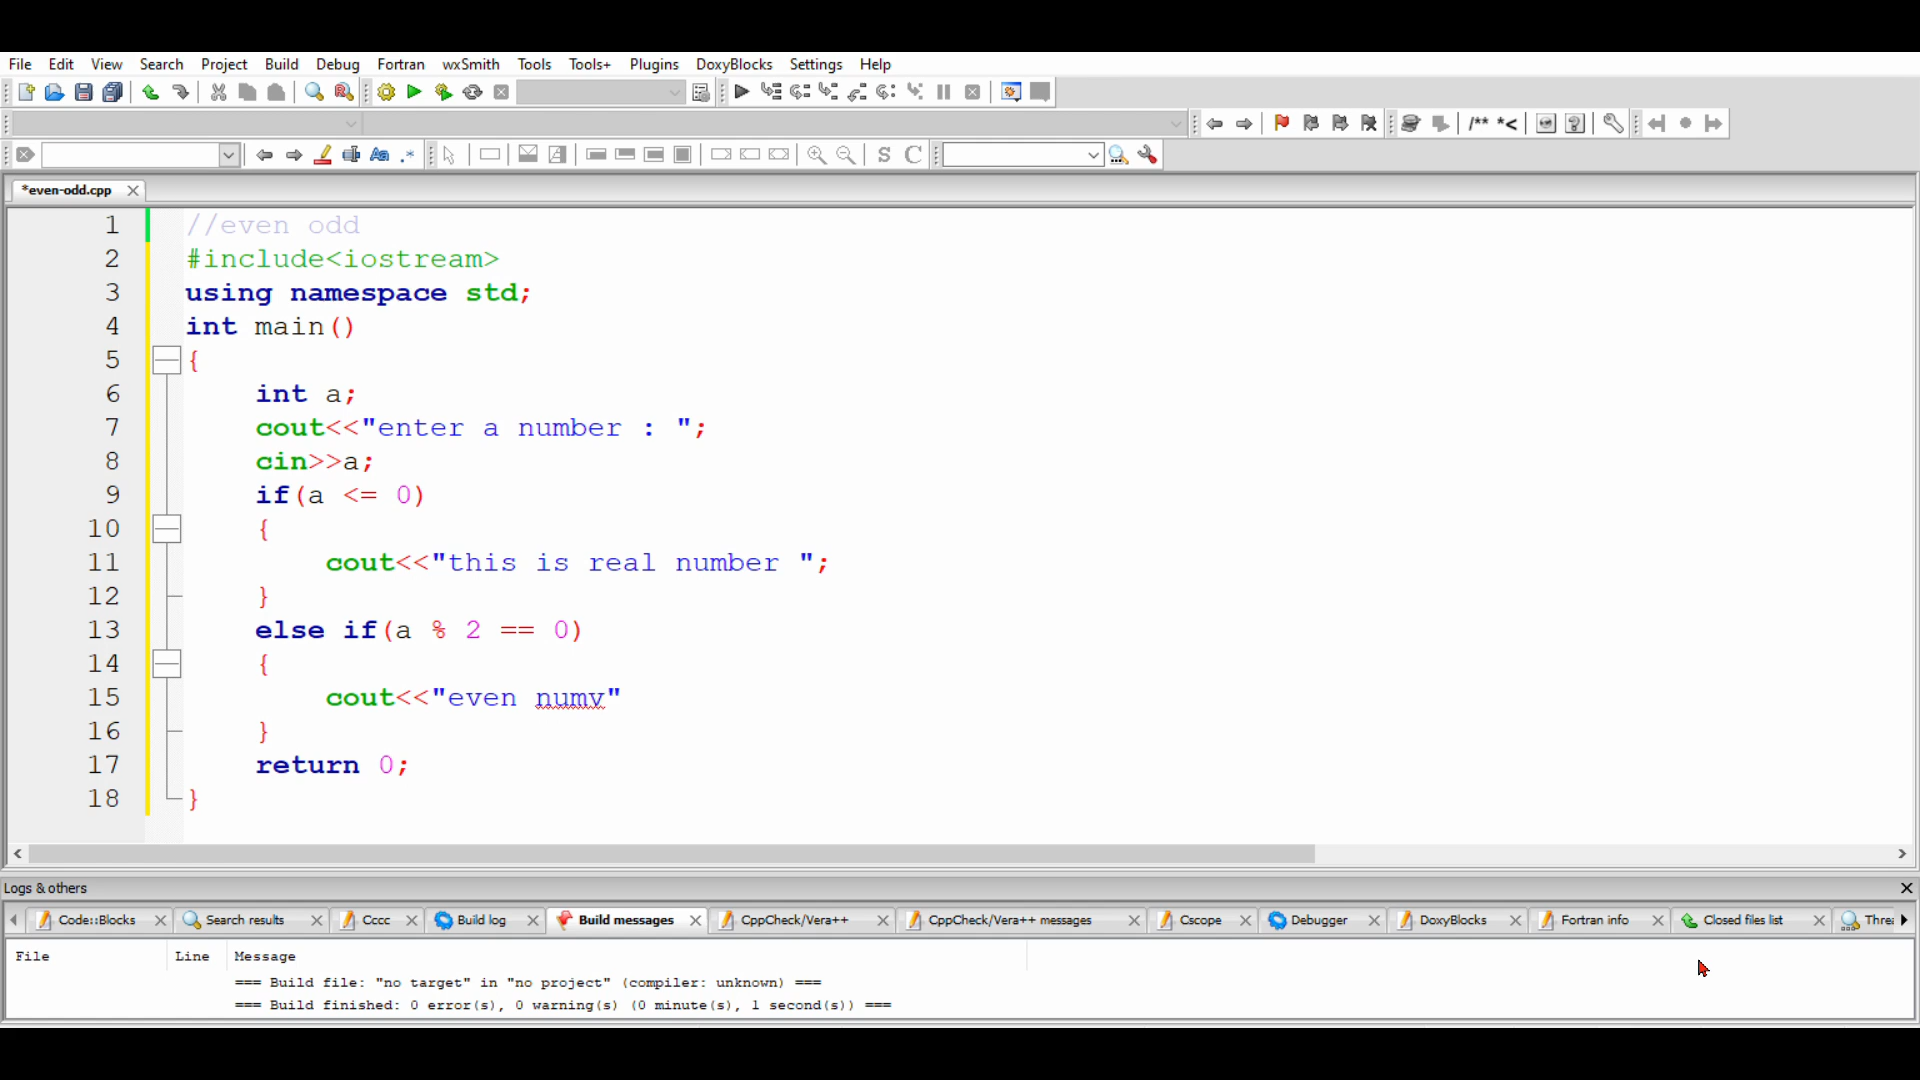 File Edit View Search Project Build Debug Fortran wxSmith Tools Tools+ Plugins DoxyBlocks Settings Help
/** *<
Aa .* S C
*even-odd.cpp
1 //even odd
2 #include<iostream>
3 using namespace std;
4 int main()
5 {
6 int a;
7 cout<<"enter a number : ";
8 cin>>a;
9 if(a <= 0)
10 {
11 cout<<"this is real number ";
12 }
13 else if(a % 2 == 0)
14 {
15 cout<<"even numv"
16 }
17 return 0;
18 }
Logs & others
Code::Blocks Search results Cccc Build log Build messages CppCheck/Vera++ CppCheck/Vera++ messages Cscope Debugger DoxyBlocks Fortran info Closed files list Threa
File Line Message
=== Build file: "no target" in "no project" (compiler: unknown) ===
=== Build finished: 0 error(s), 0 warning(s) (0 minute(s), 1 second(s)) ===